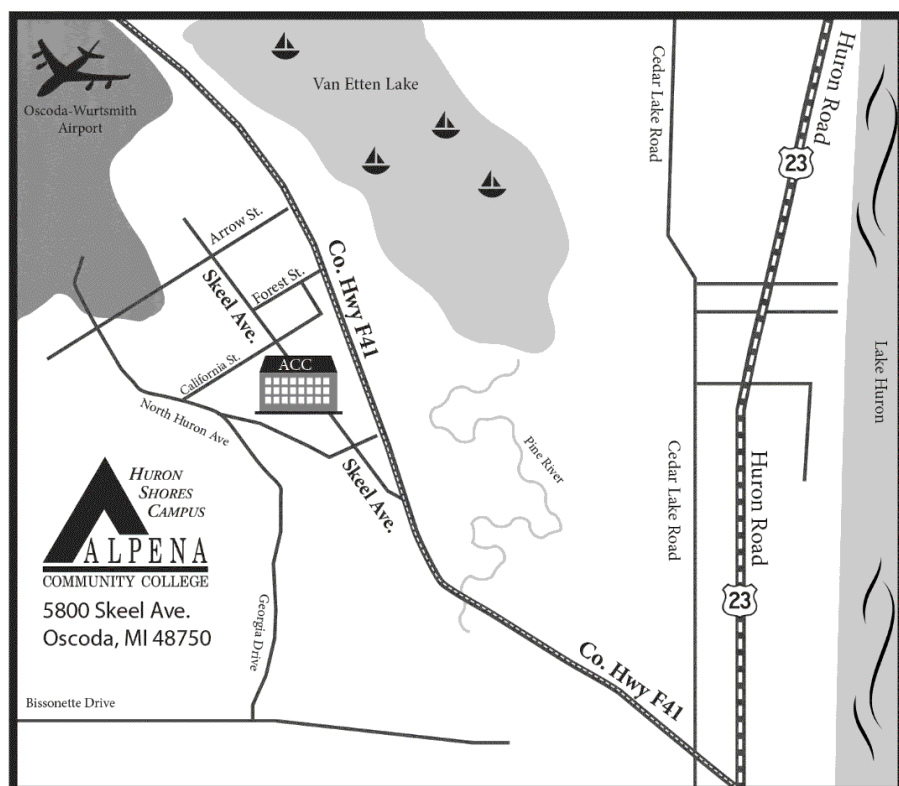 Oscoda-Wurtsmith
Airport
Van Etten Lake
Cedar Lake Road
Huron Road
23
Arrow St.
Skeel Ave.
Forest St.
Co. Hwy F41
California St.
ACC
North Huron Ave
Lake Huron
Pine River
Skeel Ave.
Cedar Lake Road
Huron Road
23
HURON
SHORES
CAMPUS
ALPENA
COMMUNITY COLLEGE
5800 Skeel Ave.
Oscoda, MI 48750
Georgia Drive
Co. Hwy F41
Bissonette Drive